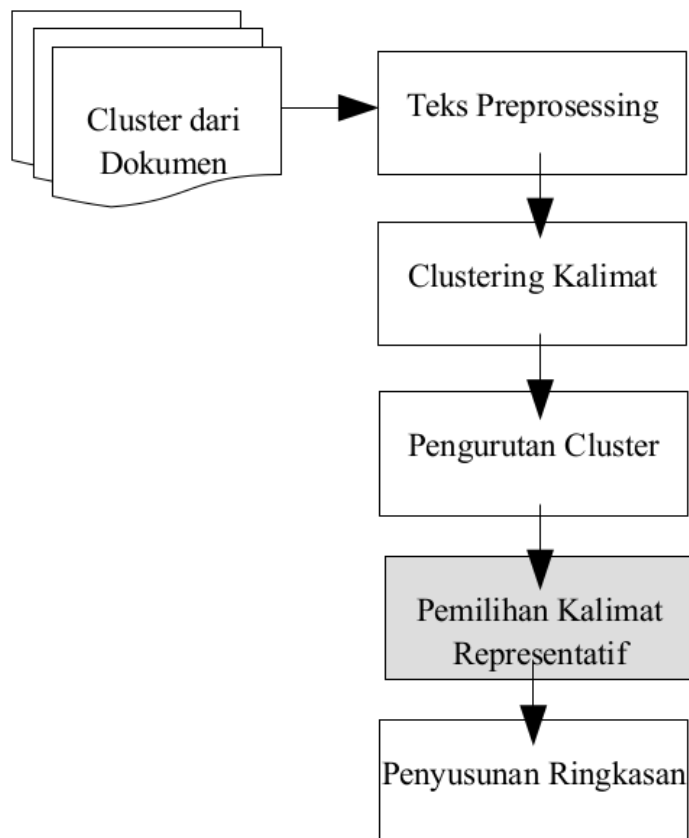 Cluster dari
Dokumen
Teks Preprosessing
Clustering Kalimat
Pengurutan Cluster
Pemilihan Kalimat
Representatif
Penyusunan Ringkasan